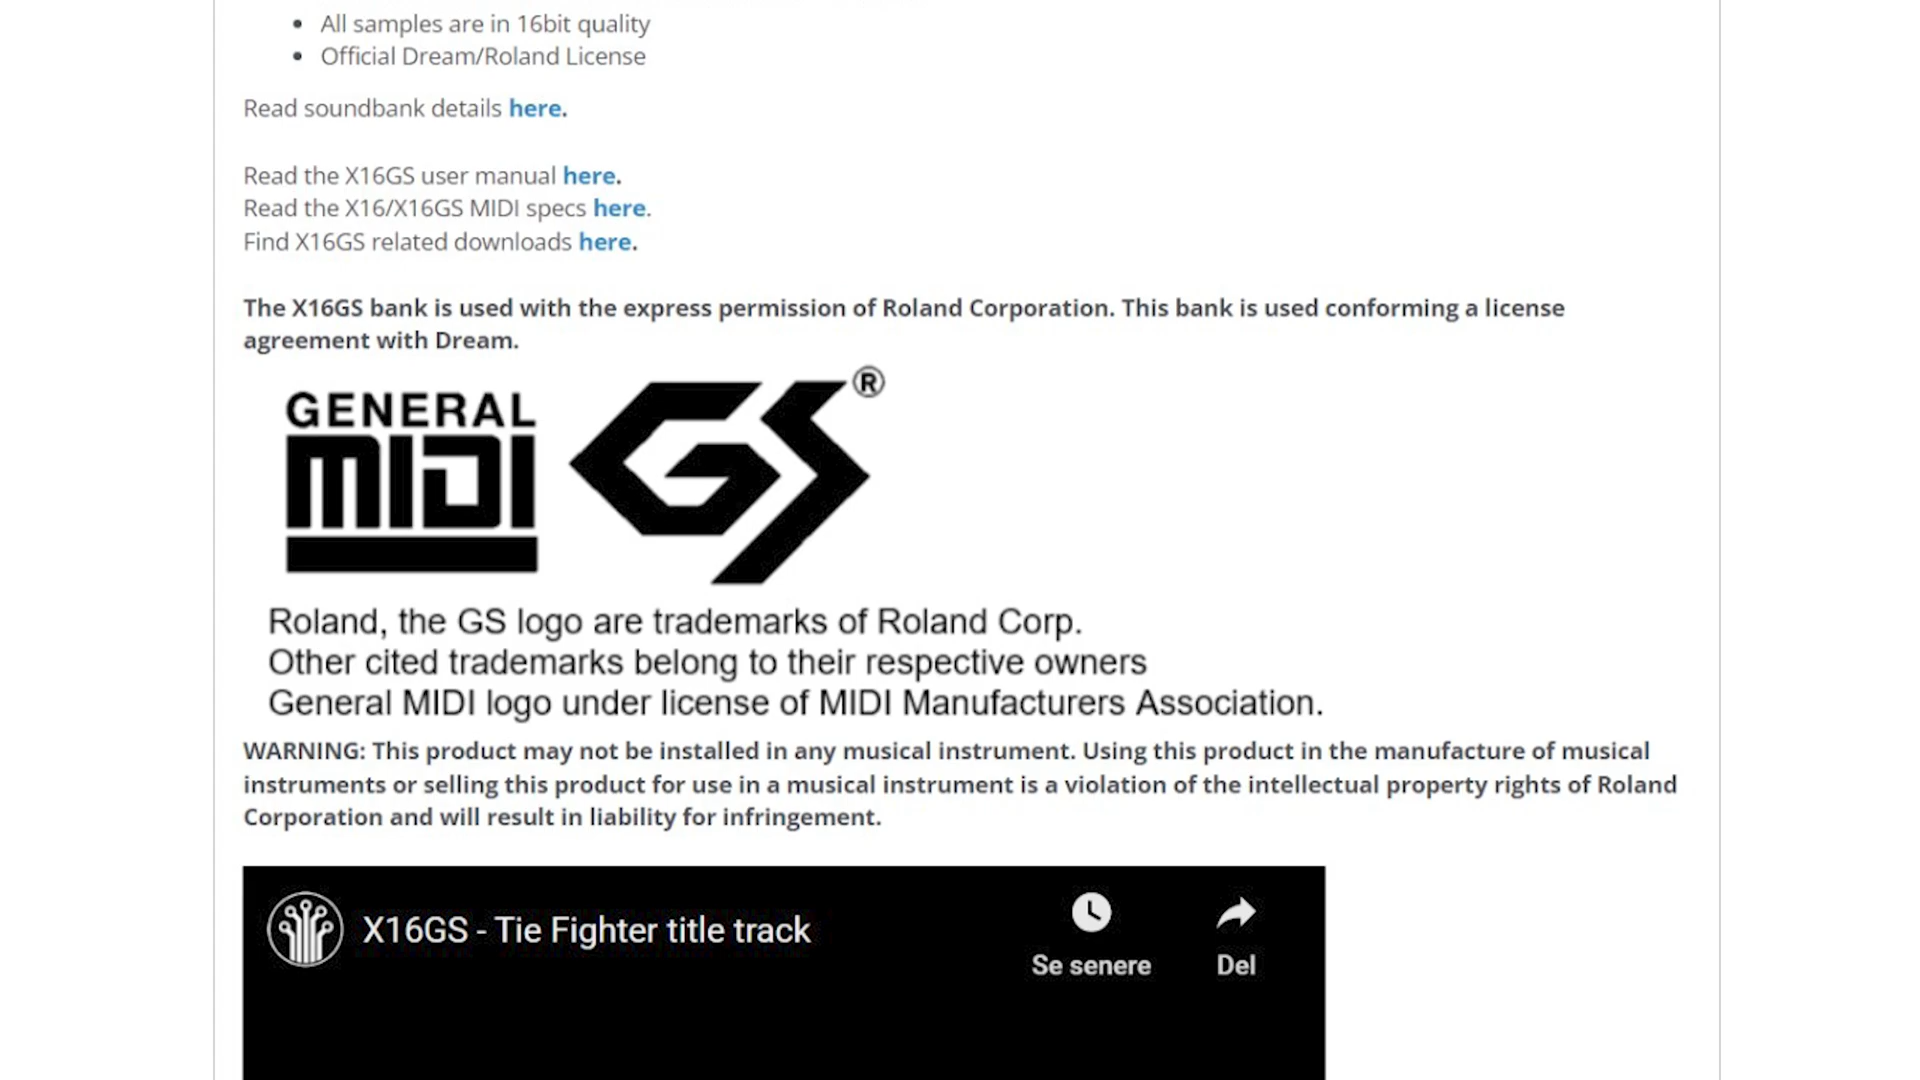 All samples are in 16bit quality
Official Dream/Roland License
Read soundbank details here.
Read the X16GS user manual here.
Read the X16/X16GS MIDI specs here.
Find X16GS related downloads here.
The X16GS bank is used with the express permission of Roland Corporation. This bank is used conforming a license
agreement with Dream.
GENERAL
MIDI
GS®
Roland, the GS logo are trademarks of Roland Corp.
Other cited trademarks belong to their respective owners
General MIDI logo under license of MIDI Manufacturers Association.
WARNING: This product may not be installed in any musical instrument. Using this product in the manufacture of musical
instruments or selling this product for use in a musical instrument is a violation of the intellectual property rights of Roland
Corporation and will result in liability for infringement.
X16GS - Tie Fighter title track
Se senere
Del